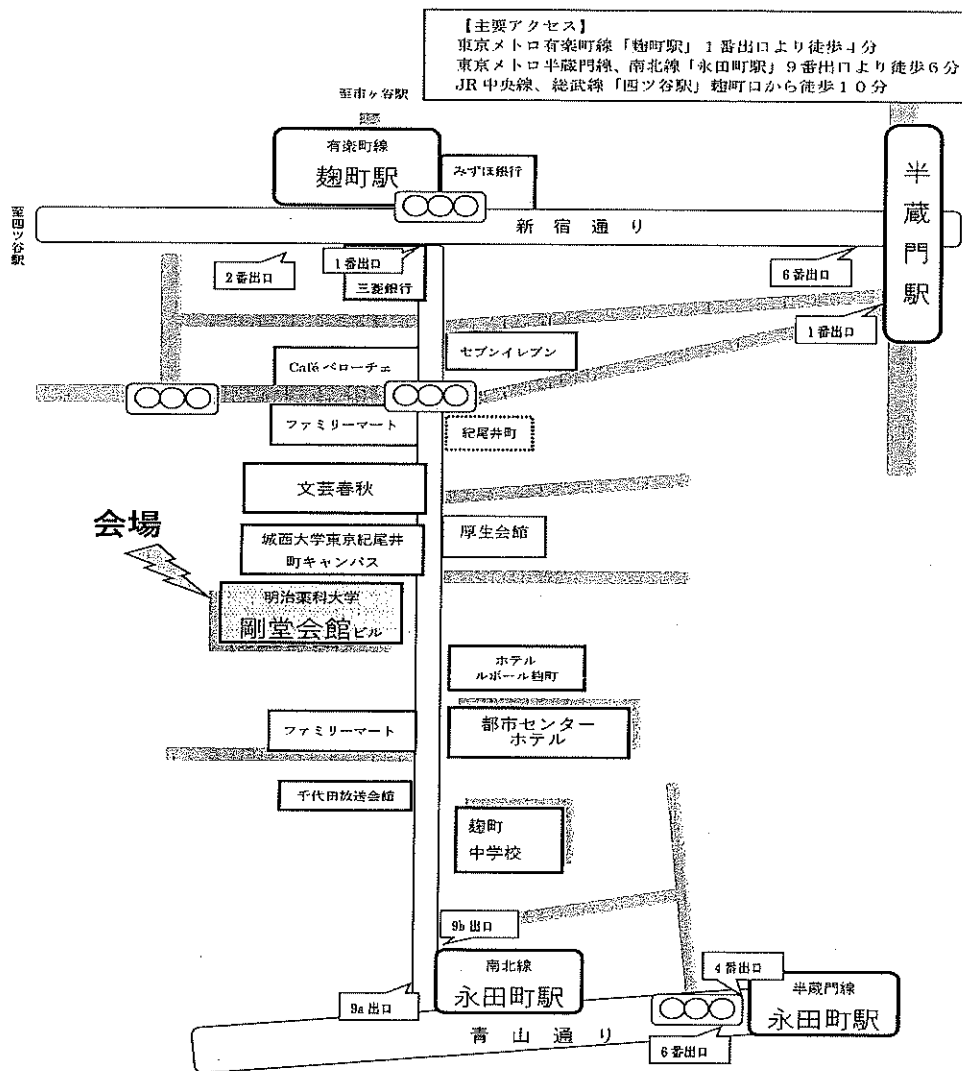 【主要アクセス】
東京メトロ有楽町線「麹町駅」1番出口より徒歩4分
東京メトロ半蔵門線、南北線「永田町駅」9番出口より徒歩6分
JR中央線、総武線「四ツ谷駅」麹町口から徒歩10分
至市ヶ谷駅
有楽町線
麹町駅
みずほ銀行
半蔵門駅
至四ツ谷駅
新宿通り
1番出口
2番出口
6番出口
三菱銀行
1番出口
セブンイレブン
Caféベローチェ
ファミリーマート
紀尾井町
文芸春秋
会場
城西大学東京紀尾井
町キャンパス
厚生会館
明治薬科大学
剛堂会館ビル
ホテル
ルポール麹町
ファミリーマート
都市センター
ホテル
千代田放送会館
麹町
中学校
9b出口
南北線
永田町駅
4番出口
半蔵門線
永田町駅
9a出口
青山通り
6番出口